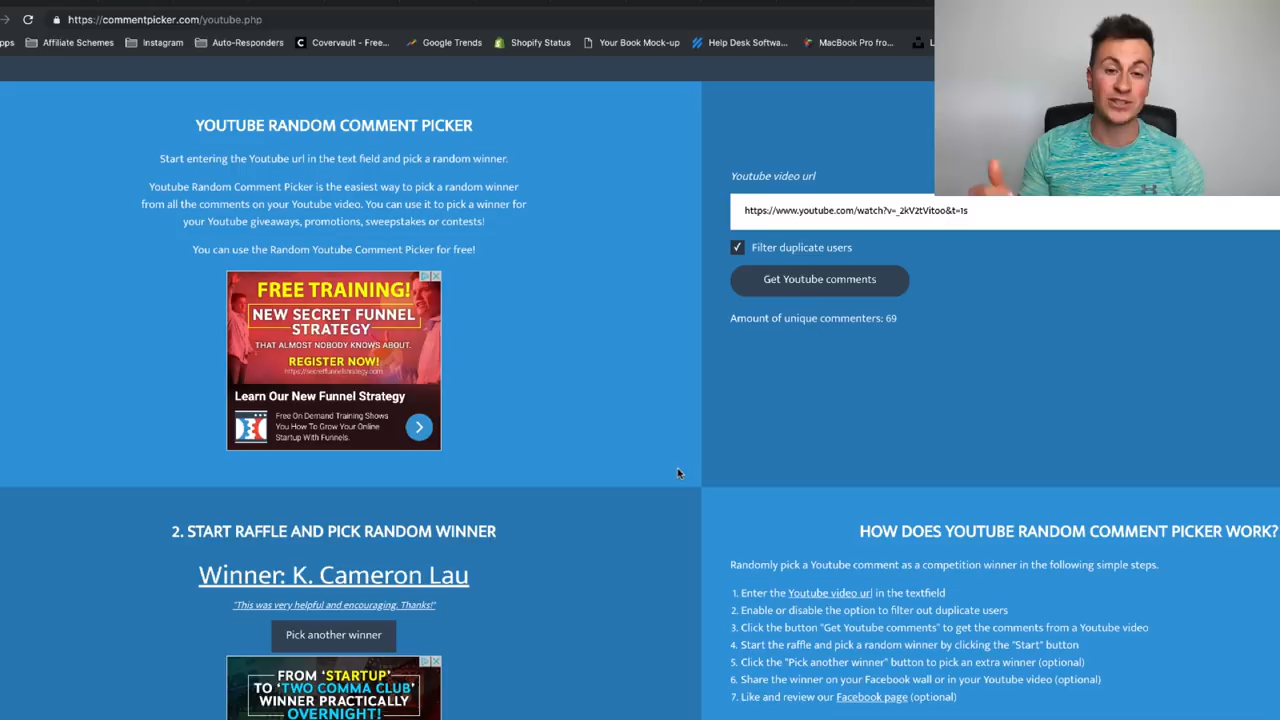 https://commentpicker.com/youtube.php
Affiliate Schemes
Instagram
Auto-Responders
Covervault - Free...
Google Trends
Shopify Status
Your Book Mock-up
Help Desk Softwa...
MacBook Pro fro...
YOUTUBE RANDOM COMMENT PICKER
Start entering the Youtube url in the text field and pick a random winner.
Youtube Random Comment Picker is the easiest way to pick a random winner
from all the comments on your Youtube video. You can use it to pick a winner for
your Youtube giveaways, promotions, sweepstakes or contests!
You can use the Random Youtube Comment Picker for free!
FREE TRAINING!
NEW SECRET FUNNEL
STRATEGY
THAT ALMOST NOBODY KNOWS ABOUT.
REGISTER NOW!
https://secretfunnelstrategy.com
Learn Our New Funnel Strategy
Free On Demand Training Shows
You How To Grow Your Online
Startup With Funnels.
Youtube video url
https://www.youtube.com/watch?v=_2kV2tVitoo&t=1s
Filter duplicate users
Get Youtube comments
Amount of unique commenters: 69
2. START RAFFLE AND PICK RANDOM WINNER
Winner: K. Cameron Lau
"This was very helpful and encouraging. Thanks!"
Pick another winner
FROM 'STARTUP'
TO 'TWO COMMA CLUB'
WINNER PRACTICALLY
OVERNIGHT!
HOW DOES YOUTUBE RANDOM COMMENT PICKER WORK?
Randomly pick a Youtube comment as a competition winner in the following simple steps.
1. Enter the Youtube video url in the textfield
2. Enable or disable the option to filter out duplicate users
3. Click the button "Get Youtube comments" to get the comments from a Youtube video
4. Start the raffle and pick a random winner by clicking the "Start" button
5. Click the "Pick another winner" button to pick an extra winner (optional)
6. Share the winner on your Facebook wall or in your Youtube video (optional)
7. Like and review our Facebook page (optional)